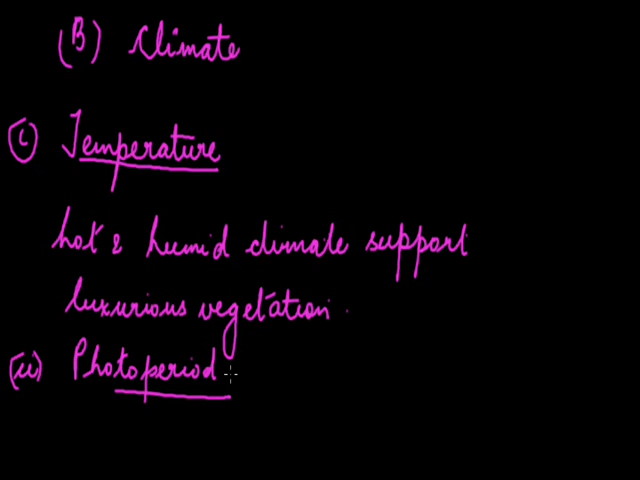 (B) Climate
(i) Temperature
hot & humid climate support
luxurious vegetation.
(ii) Photoperiod